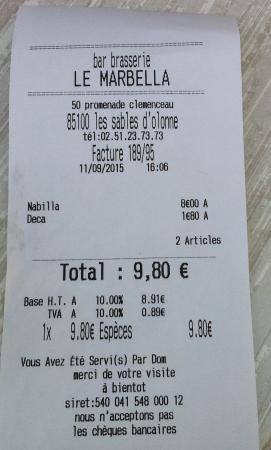 bar brasserie
LE MARBELLA
50 promenade clemenceau
85100 les sables d'olonne
tél:02.51.23.73.73
Facture 189/95
11/09/2015 16:06
Nabilla 8€00 A
Deca 1€80 A
2 Articles
Total : 9,80 €
Base H.T. A 10.00% 8.91€
TVA A 10.00% 0.89€
1x 9.80€ Espèces 9.80€
Vous Avez Été Servi(s) Par Dom
merci de votre visite
à bientot
siret:540 041 548 000 12
nous n'acceptons pas
les chèques bancaires